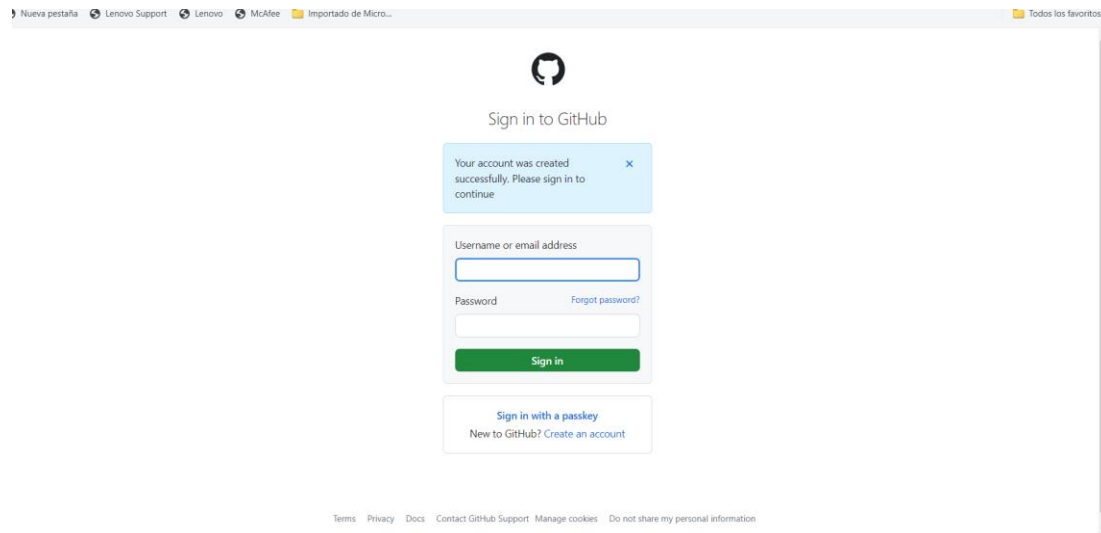 Nueva pestaña Lenovo Support Lenovo McAfee Importado de Micro... Todos los favoritos
Sign in to GitHub
Your account was created
successfully. Please sign in to
continue
Username or email address
Password Forgot password?
Sign in
Sign in with a passkey
New to GitHub? Create an account
Terms Privacy Docs Contact GitHub Support Manage cookies Do not share my personal information